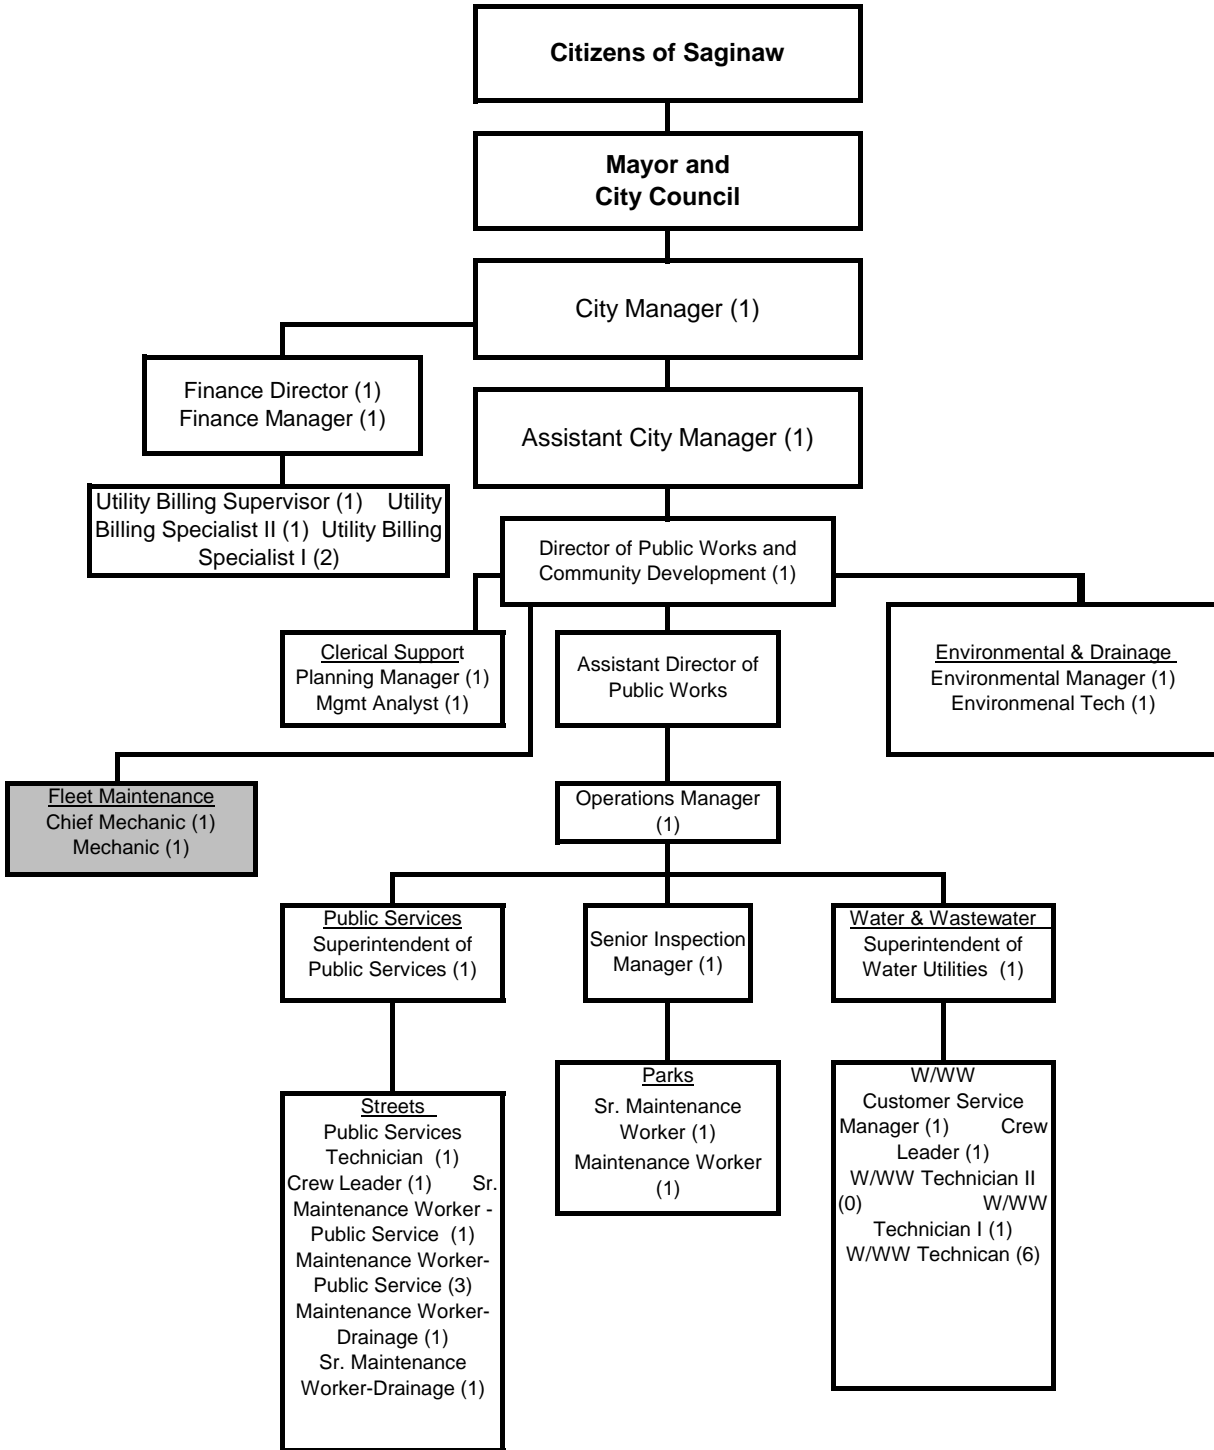 Citizens of Saginaw
Mayor and
City Council
City Manager (1)
Finance Director (1)
Finance Manager (1)
Assistant City Manager (1)
Utility Billing Supervisor (1) Utility
Billing Specialist II (1) Utility Billing
Specialist I (2)
Director of Public Works and
Community Development (1)
Clerical Support
Planning Manager (1)
Mgmt Analyst (1)
Assistant Director of
Public Works
Environmental & Drainage
Environmental Manager (1)
Environmenal Tech (1)
Fleet Maintenance
Chief Mechanic (1)
Mechanic (1)
Operations Manager
(1)
Public Services
Superintendent of
Public Services (1)
Senior Inspection
Manager (1)
Water & Wastewater
Superintendent of
Water Utilities (1)
Streets
Public Services
Technician (1)
Crew Leader (1) Sr.
Maintenance Worker -
Public Service (1)
Maintenance Worker-
Public Service (3)
Maintenance Worker-
Drainage (1)
Sr. Maintenance
Worker-Drainage (1)
Parks
Sr. Maintenance
Worker (1)
Maintenance Worker
(1)
W/WW
Customer Service
Manager (1) Crew
Leader (1)
W/WW Technician II
(0) W/WW
Technician I (1)
W/WW Technican (6)